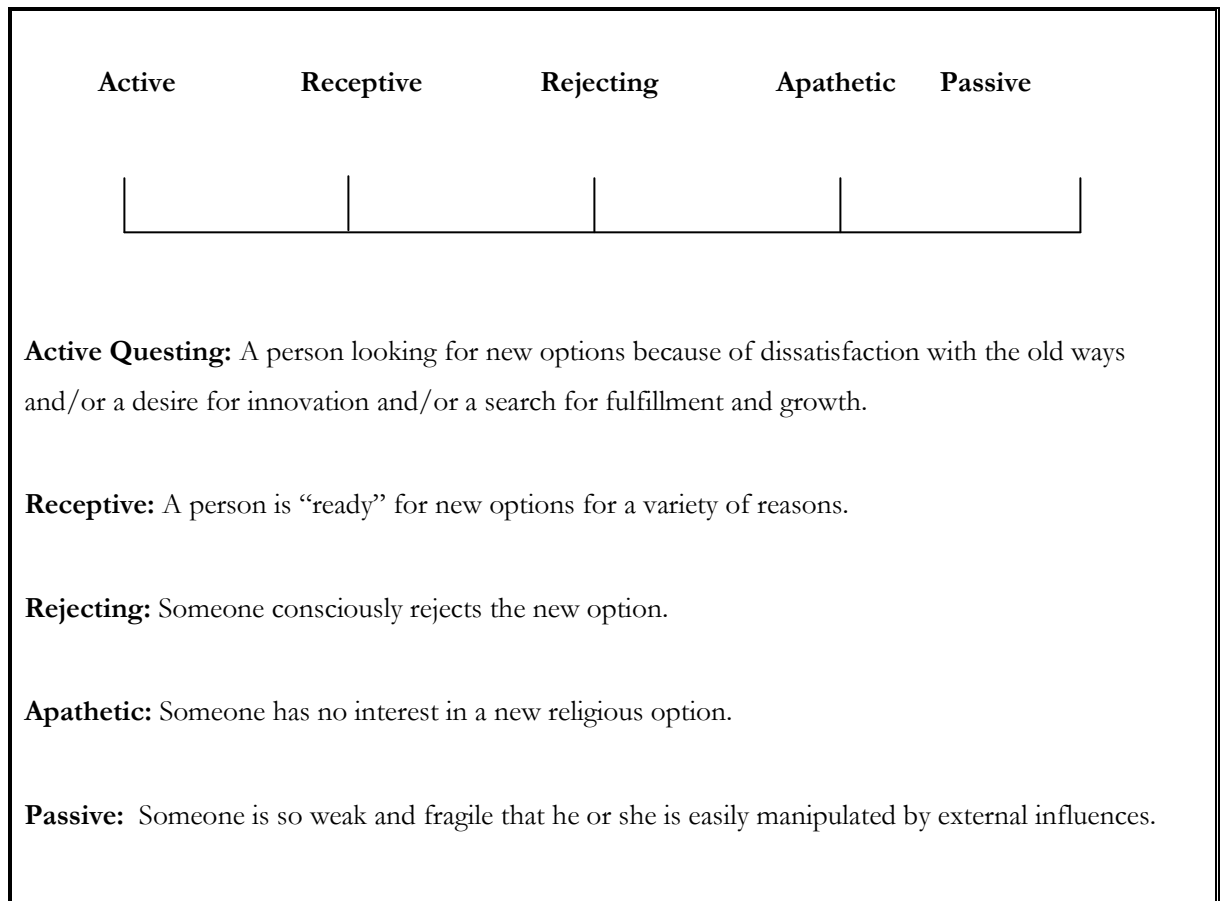 Active Receptive Rejecting Apathetic Passive
Active Questing: A person looking for new options because of dissatisfaction with the old ways
and/or a desire for innovation and/or a search for fulfillment and growth.
Receptive: A person is “ready” for new options for a variety of reasons.
Rejecting: Someone consciously rejects the new option.
Apathetic: Someone has no interest in a new religious option.
Passive: Someone is so weak and fragile that he or she is easily manipulated by external influences.